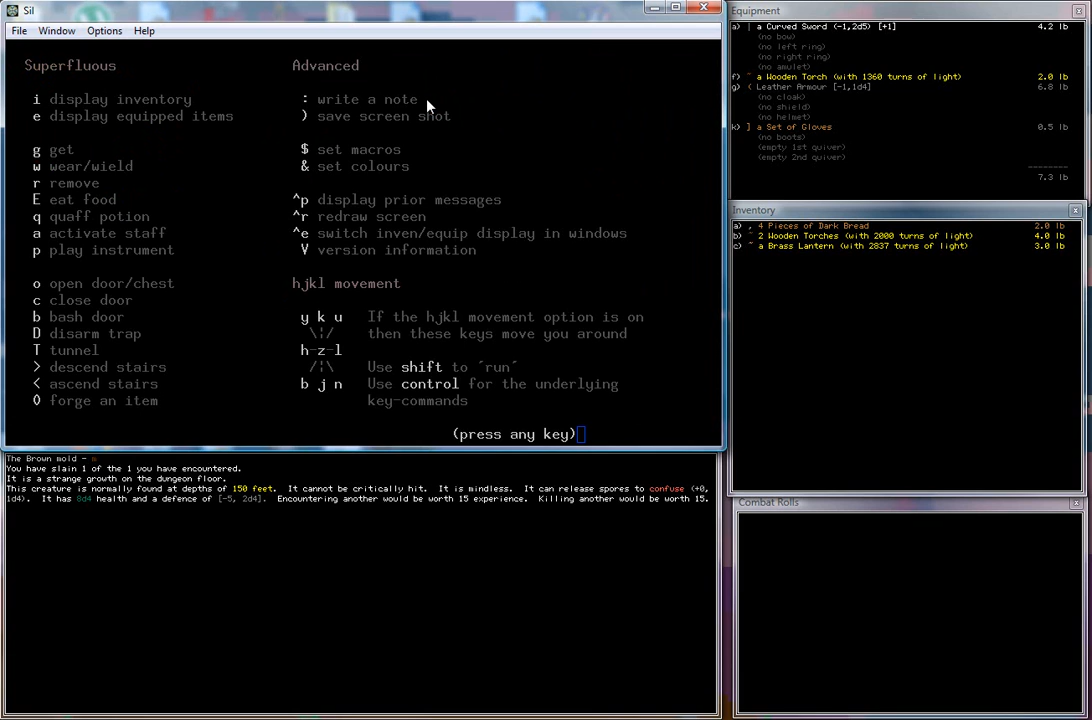 Sil
File Window Options Help
Superfluous
i display inventory
e display equipped items
g get
w wear/wield
r remove
E eat food
q quaff potion
a activate staff
p play instrument
o open door/chest
c close door
b bash door
D disarm trap
T tunnel
> descend stairs
< ascend stairs
0 forge an item
Advanced
: write a note
) save screen shot
$ set macros
& set colours
^p display prior messages
^r redraw screen
^e switch inven/equip display in windows
V version information
hjkl movement
y k u If the hjkl movement option is on
\¦/ then these keys move you around
h-z-l
/¦\ Use shift to ´run"
b j n Use control for the underlying
key-commands
(press any key)
The Brown mold - m
You have slain 1 of the 1 you have encountered.
It is a strange growth on the dungeon floor.
This creature is normally found at depths of 150 feet. It cannot be critically hit. It is mindless. It can release spores to confuse (+0,
1d4). It has 8d4 health and a defence of [-5, 2d4]. Encountering another would be worth 15 experience. Killing another would be worth 15.
Equipment
a) | a Curved Sword (-1,2d5) [+1] 4.2 lb
(no bow)
(no left ring)
(no right ring)
(no amulet)
f) ~ a Wooden Torch (with 1360 turns of light) 2.0 lb
g) ( Leather Armour [-1,1d4] 6.8 lb
(no cloak)
(no shield)
(no helmet)
k) ] a Set of Gloves 0.5 lb
(no boots)
(empty 1st quiver)
(empty 2nd quiver)
--------
7.3 lb
Inventory
a) , 4 Pieces of Dark Bread 2.0 lb
b) ~ 2 Wooden Torches (with 2000 turns of light) 4.0 lb
c) ~ a Brass Lantern (with 2837 turns of light) 3.0 lb
Combat Rolls